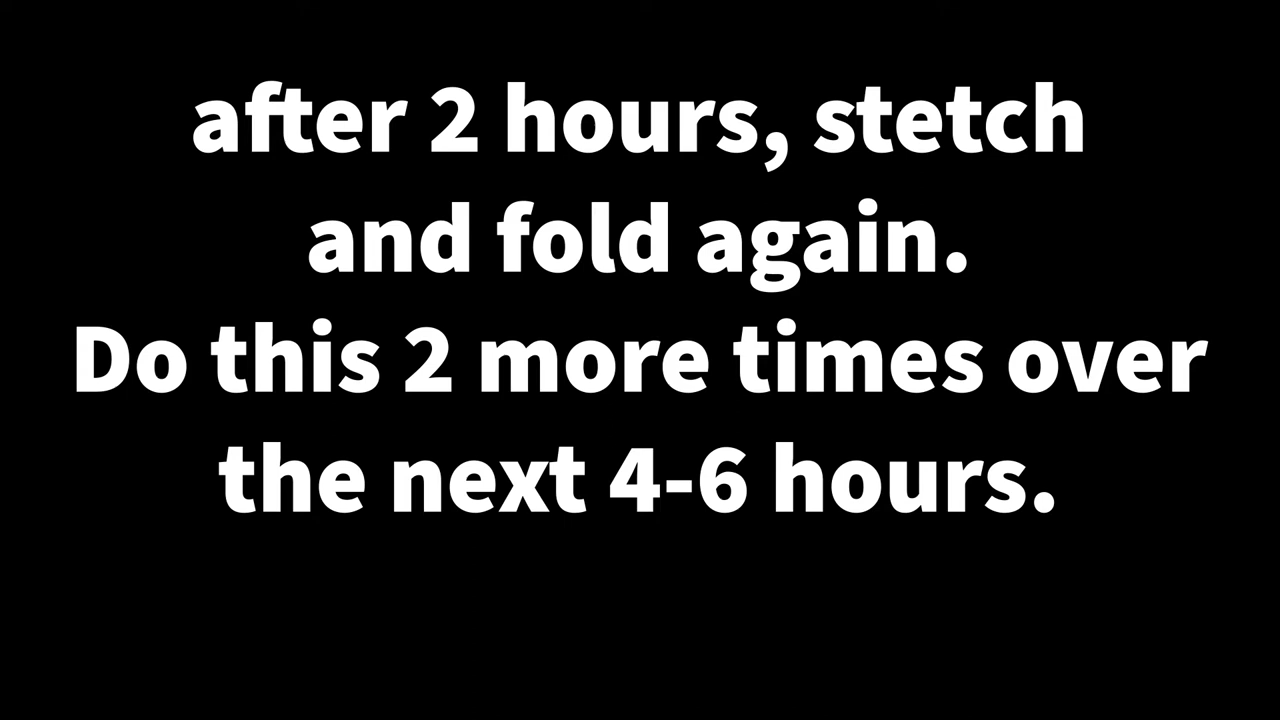 after 2 hours, stetch
and fold again.
Do this 2 more times over
the next 4-6 hours.